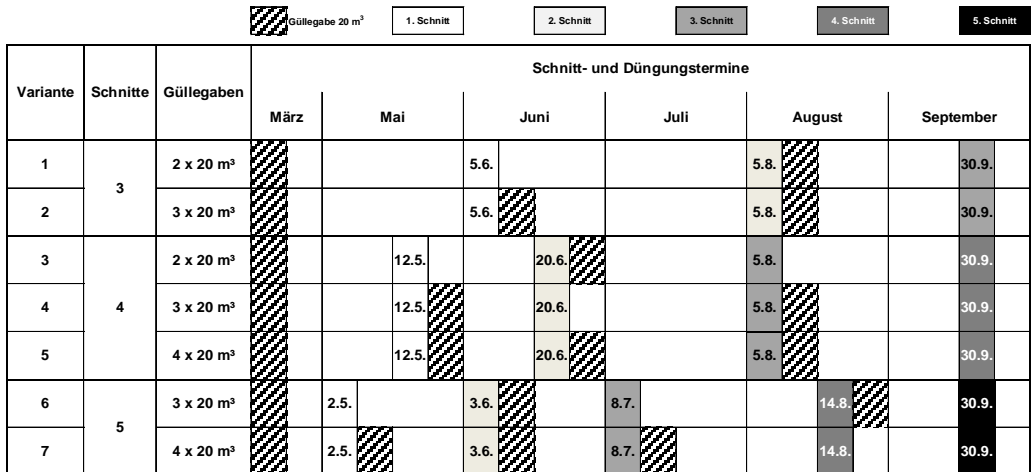 Güllegabe 20 m³ 1. Schnitt 2. Schnitt 3. Schnitt 4. Schnitt 5. Schnitt
Variante Schnitte Güllegaben Schnitt- und Düngungstermine
März Mai Juni Juli August September
1 3 2 x 20 m³ 5.6. 5.8. 30.9.
2 3 x 20 m³ 5.6. 5.8. 30.9.
3 4 2 x 20 m³ 12.5. 20.6. 5.8. 30.9.
4 3 x 20 m³ 12.5. 20.6. 5.8. 30.9.
5 4 x 20 m³ 12.5. 20.6. 5.8. 30.9.
6 5 3 x 20 m³ 2.5. 3.6. 8.7. 14.8. 30.9.
7 4 x 20 m³ 2.5. 3.6. 8.7. 14.8. 30.9.